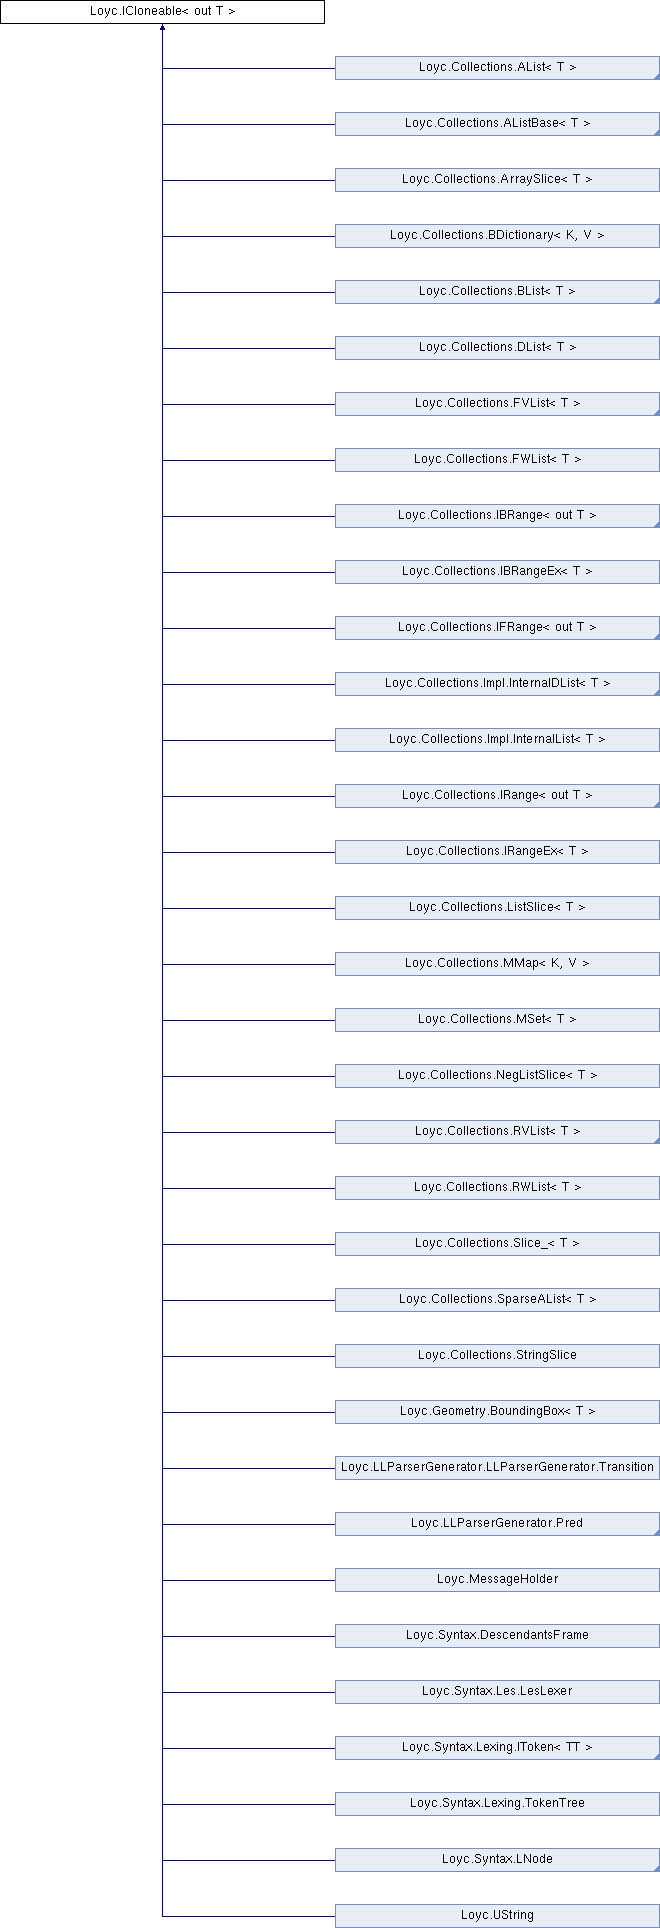 Loyc.ICloneable< out T >
Loyc.Collections.AList< T >
Loyc.Collections.AListBase< T >
Loyc.Collections.ArraySlice< T >
Loyc.Collections.BDictionary< K, V >
Loyc.Collections.BList< T >
Loyc.Collections.DList< T >
Loyc.Collections.FVList< T >
Loyc.Collections.FWList< T >
Loyc.Collections.IBRange< out T >
Loyc.Collections.IBRangeEx< T >
Loyc.Collections.IFRange< out T >
Loyc.Collections.Impl.InternalDList< T >
Loyc.Collections.Impl.InternalList< T >
Loyc.Collections.IRange< out T >
Loyc.Collections.IRangeEx< T >
Loyc.Collections.ListSlice< T >
Loyc.Collections.MMap< K, V >
Loyc.Collections.MSet< T >
Loyc.Collections.NegListSlice< T >
Loyc.Collections.RVList< T >
Loyc.Collections.RWList< T >
Loyc.Collections.Slice_< T >
Loyc.Collections.SparseAList< T >
Loyc.Collections.StringSlice
Loyc.Geometry.BoundingBox< T >
Loyc.LLParserGenerator.LLParserGenerator.Transition
Loyc.LLParserGenerator.Pred
Loyc.MessageHolder
Loyc.Syntax.DescendantsFrame
Loyc.Syntax.Les.LesLexer
Loyc.Syntax.Lexing.IToken< TT >
Loyc.Syntax.Lexing.TokenTree
Loyc.Syntax.LNode
Loyc.UString